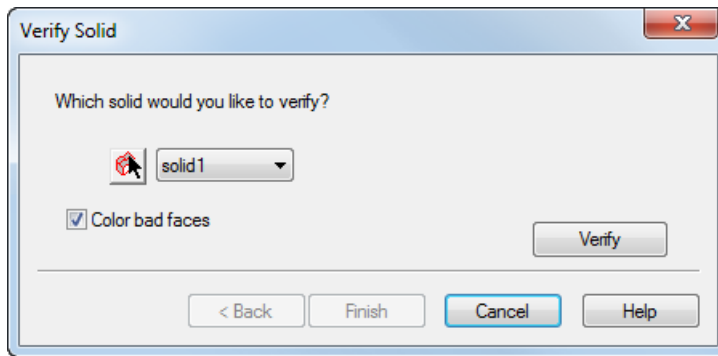 Verify Solid
Which solid would you like to verify?
solid1
Color bad faces
Verify
< Back Finish Cancel Help